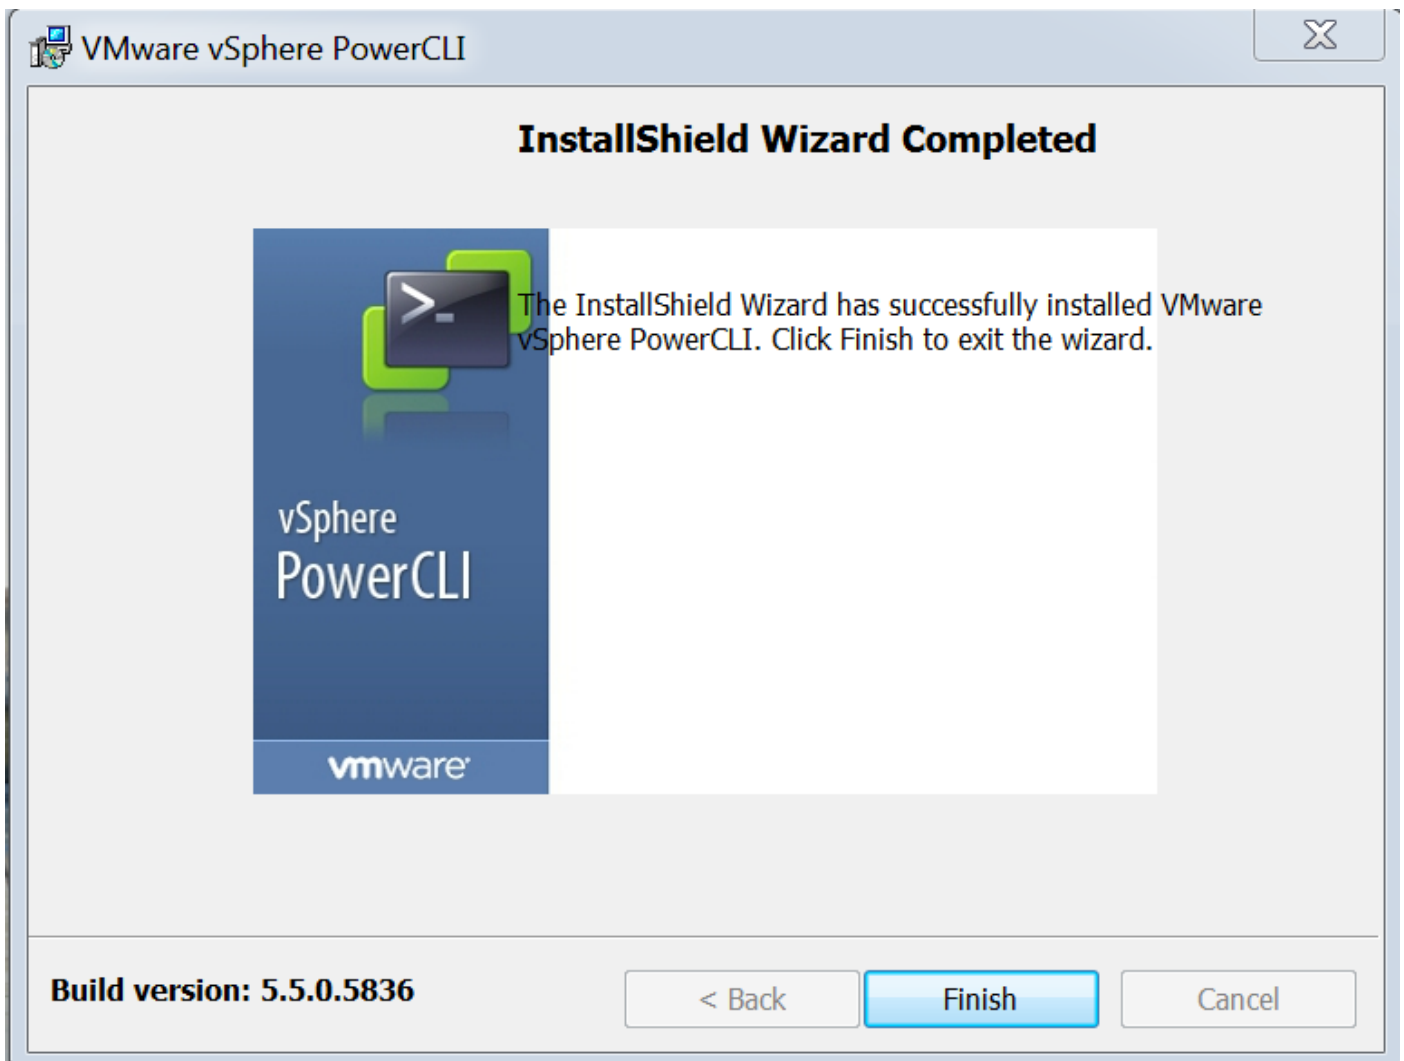 VMware vSphere PowerCLI
InstallShield Wizard Completed
The InstallShield Wizard has successfully installed VMware
vSphere PowerCLI. Click Finish to exit the wizard.
>_
vSphere
PowerCLI
vmware
Build version: 5.5.0.5836
< Back
Finish
Cancel